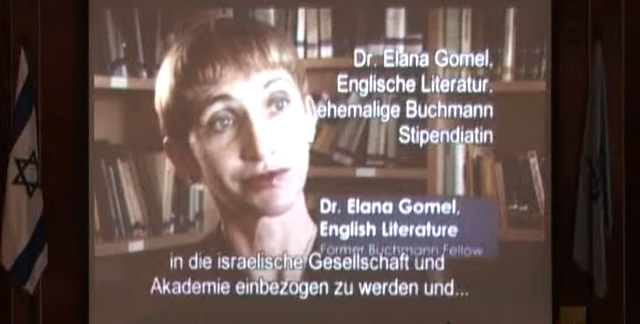 Dr. Elana Gomel,
Englische Literatur.
ehemalige Buchmann
Stipendiatin
Dr. Elana Gomel,
English Literature
Former Buchmann Fellow
in die israelische Gesellschaft und
Akademie einbezogen zu werden und...